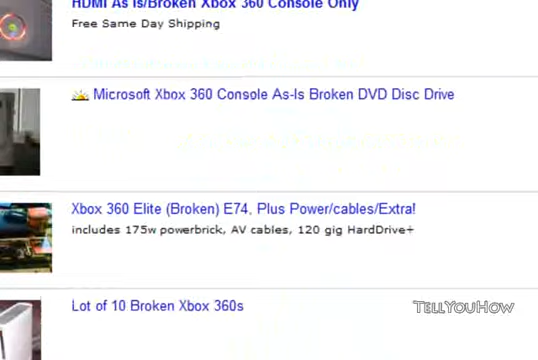 HDMI As Is/Broken Xbox 360 Console Only
Free Same Day Shipping
Microsoft Xbox 360 Console As-Is Broken DVD Disc Drive
Xbox 360 Elite (Broken) E74, Plus Power/cables/Extra!
includes 175w powerbrick, AV cables, 120 gig HardDrive+
Lot of 10 Broken Xbox 360s
TELLYOUHOW